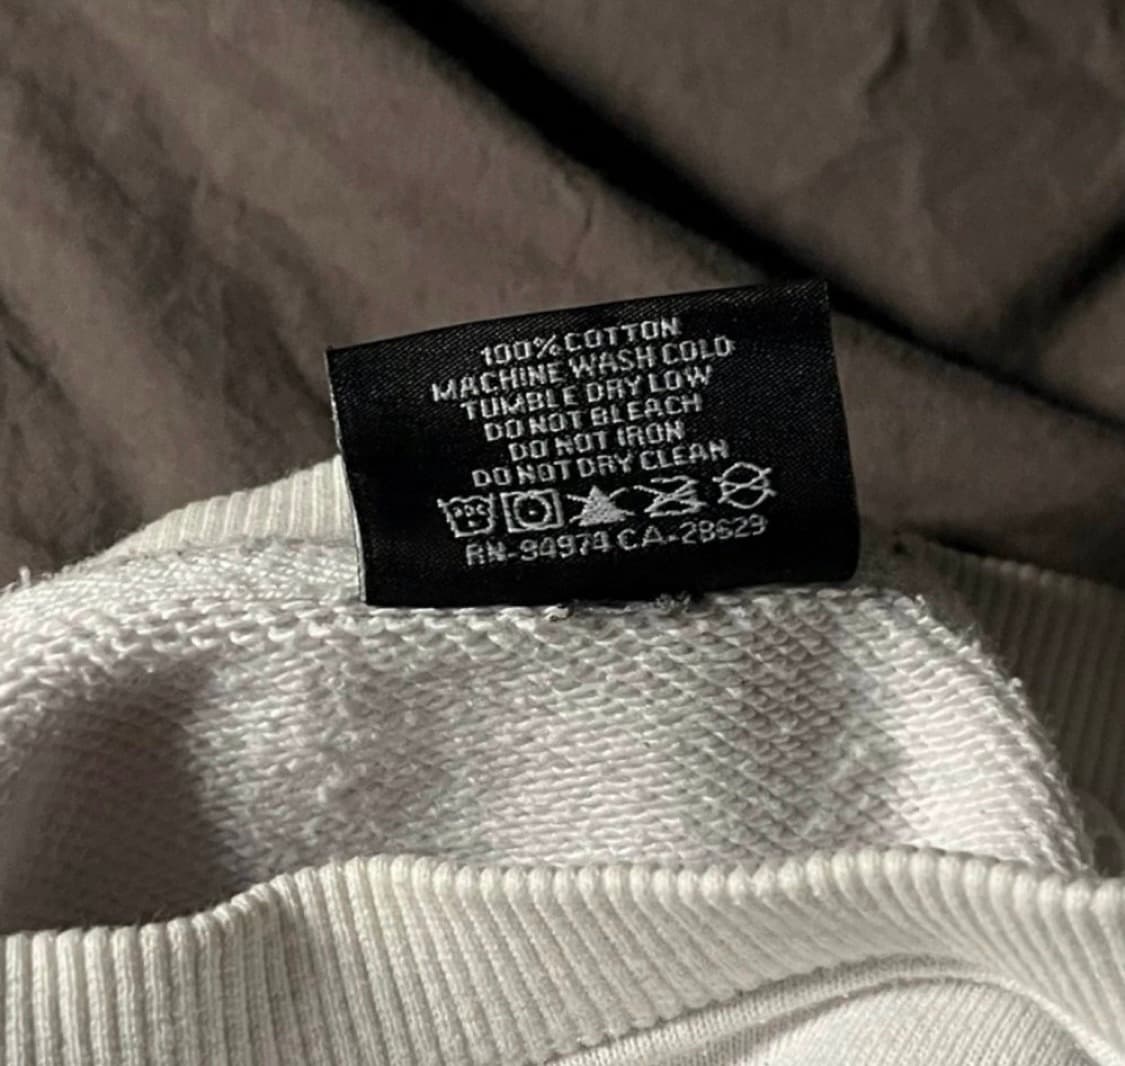 100% COTTON
MACHINE WASH COLD
TUMBLE DRY LOW
DO NOT BLEACH
DO NOT IRON
DO NOT DRY CLEAN
RN-94974 CA-28629